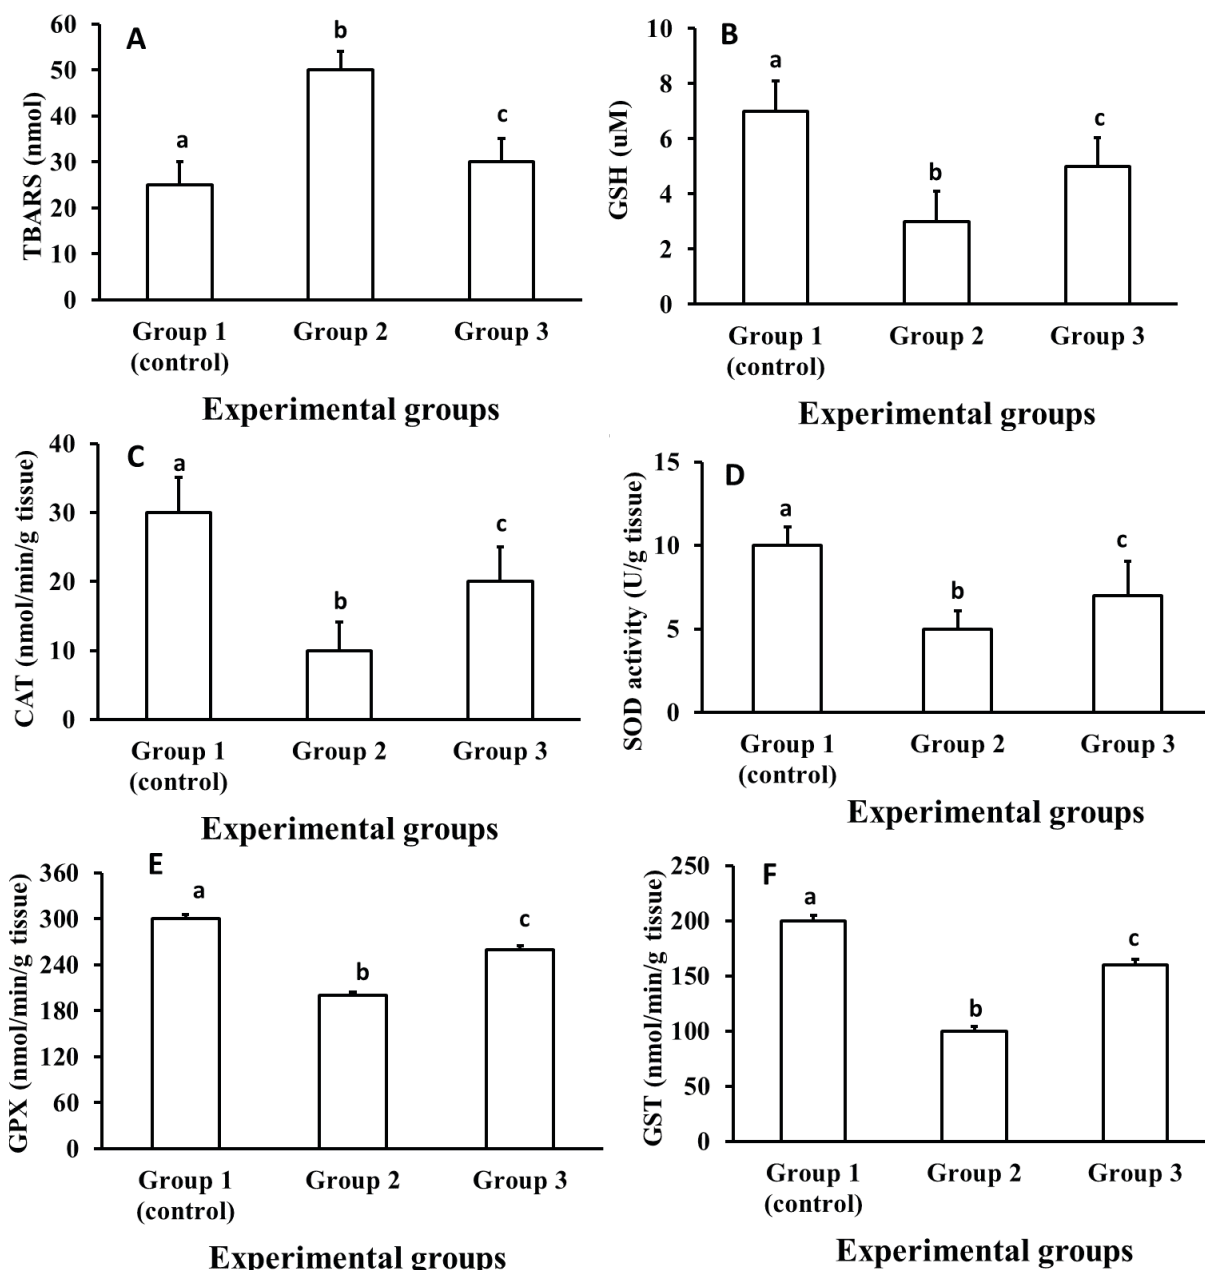 A
TBARS (nmol)
60
50
40
30
20
10
0
a
b
c
Group 1
(control)
Group 2
Group 3
Experimental groups
B
GSH (uM)
10
8
6
4
2
0
a
b
c
Group 1
(control)
Group 2
Group 3
Experimental groups
C
CAT (nmol/min/g tissue)
40
30
20
10
0
a
b
c
Group 1
(control)
Group 2
Group 3
Experimental groups
D
SOD activity (U/g tissue)
15
10
5
0
a
b
c
Group 1
(control)
Group 2
Group 3
Experimental groups
E
GPX (nmol/min/g tissue)
360
300
240
180
120
60
0
a
b
c
Group 1
(control)
Group 2
Group 3
Experimental groups
F
GST (nmol/min/g tissue)
250
200
150
100
50
0
a
b
c
Group 1
(control)
Group 2
Group 3
Experimental groups